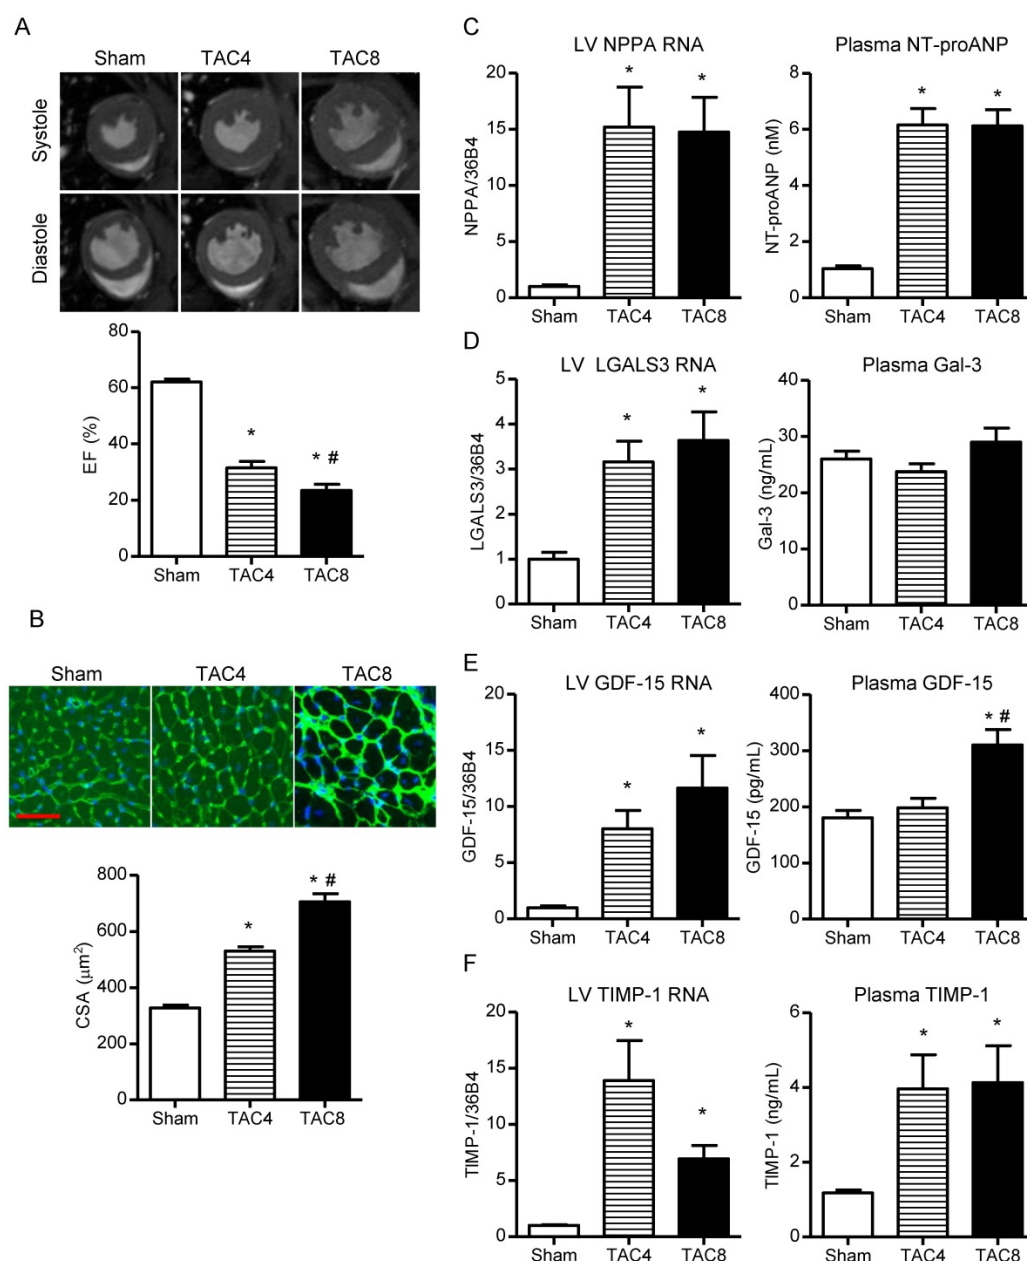 A
Sham TAC4 TAC8
Systole
Diastole
80
60
40
20
0
EF (%)
* * #
Sham TAC4 TAC8
B
Sham TAC4 TAC8
800
600
400
200
0
CSA (μm²)
* * #
Sham TAC4 TAC8
C
LV NPPA RNA
20
15
10
5
0
NPPA/36B4
* *
Sham TAC4 TAC8
Plasma NT-proANP
8
6
4
2
0
NT-proANP (nM)
* *
Sham TAC4 TAC8
D
LV LGALS3 RNA
5
4
3
2
1
0
LGALS3/36B4
* *
Sham TAC4 TAC8
Plasma Gal-3
40
30
20
10
0
Gal-3 (ng/mL)
Sham TAC4 TAC8
E
LV GDF-15 RNA
20
15
10
5
0
GDF-15/36B4
* *
Sham TAC4 TAC8
Plasma GDF-15
400
300
200
100
0
GDF-15 (pg/mL)
* #
Sham TAC4 TAC8
F
LV TIMP-1 RNA
20
15
10
5
0
TIMP-1/36B4
* *
Sham TAC4 TAC8
Plasma TIMP-1
6
4
2
0
TIMP-1 (ng/mL)
* *
Sham TAC4 TAC8